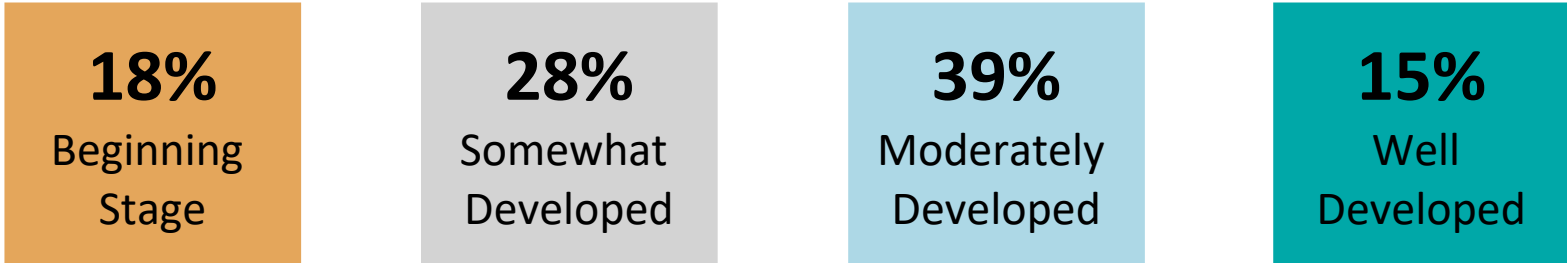 18%
Beginning
Stage
28%
Somewhat
Developed
39%
Moderately
Developed
15%
Well
Developed